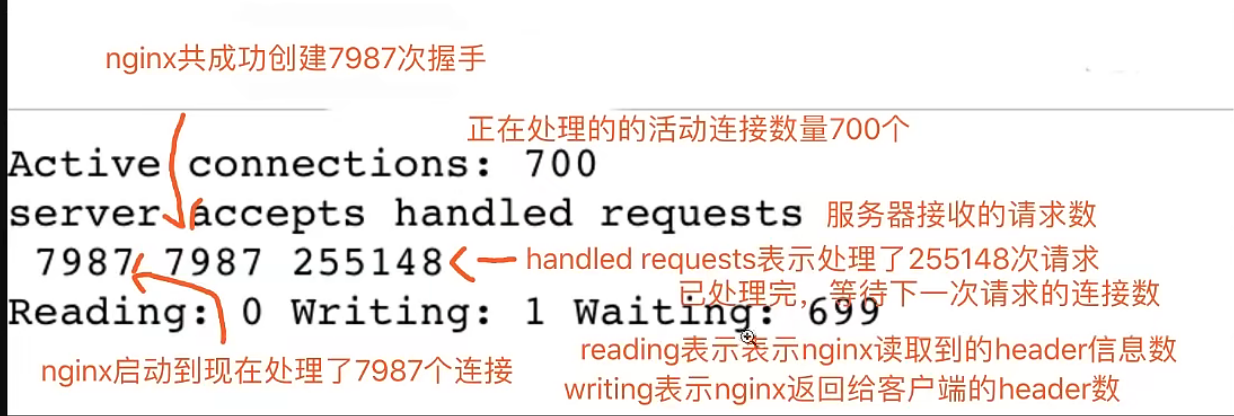 nginx共成功创建7987次握手
正在处理的的活动连接数量700个
Active connections: 700
server accepts handled requests 服务器接收的请求数
7987 7987 255148 handled requests表示处理了255148次请求
已处理完，等待下一次请求的连接数
Reading: 0 Writing: 1 Waiting: 699
reading表示表示nginx读取到的header信息数
nginx启动到现在处理了7987个连接
writing表示nginx返回给客户端的header数